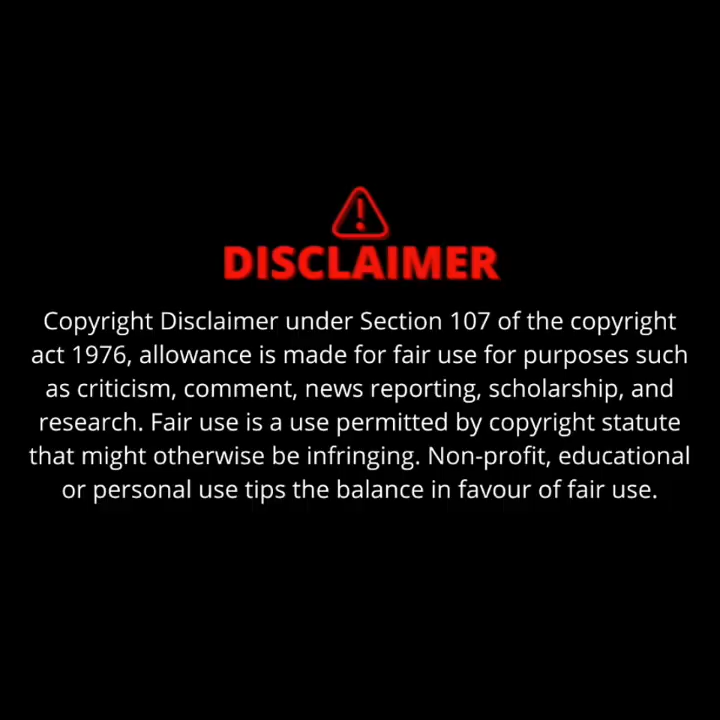 DISCLAIMER
Copyright Disclaimer under Section 107 of the copyright
act 1976, allowance is made for fair use for purposes such
as criticism, comment, news reporting, scholarship, and
research. Fair use is a use permitted by copyright statute
that might otherwise be infringing. Non-profit, educational
or personal use tips the balance in favour of fair use.